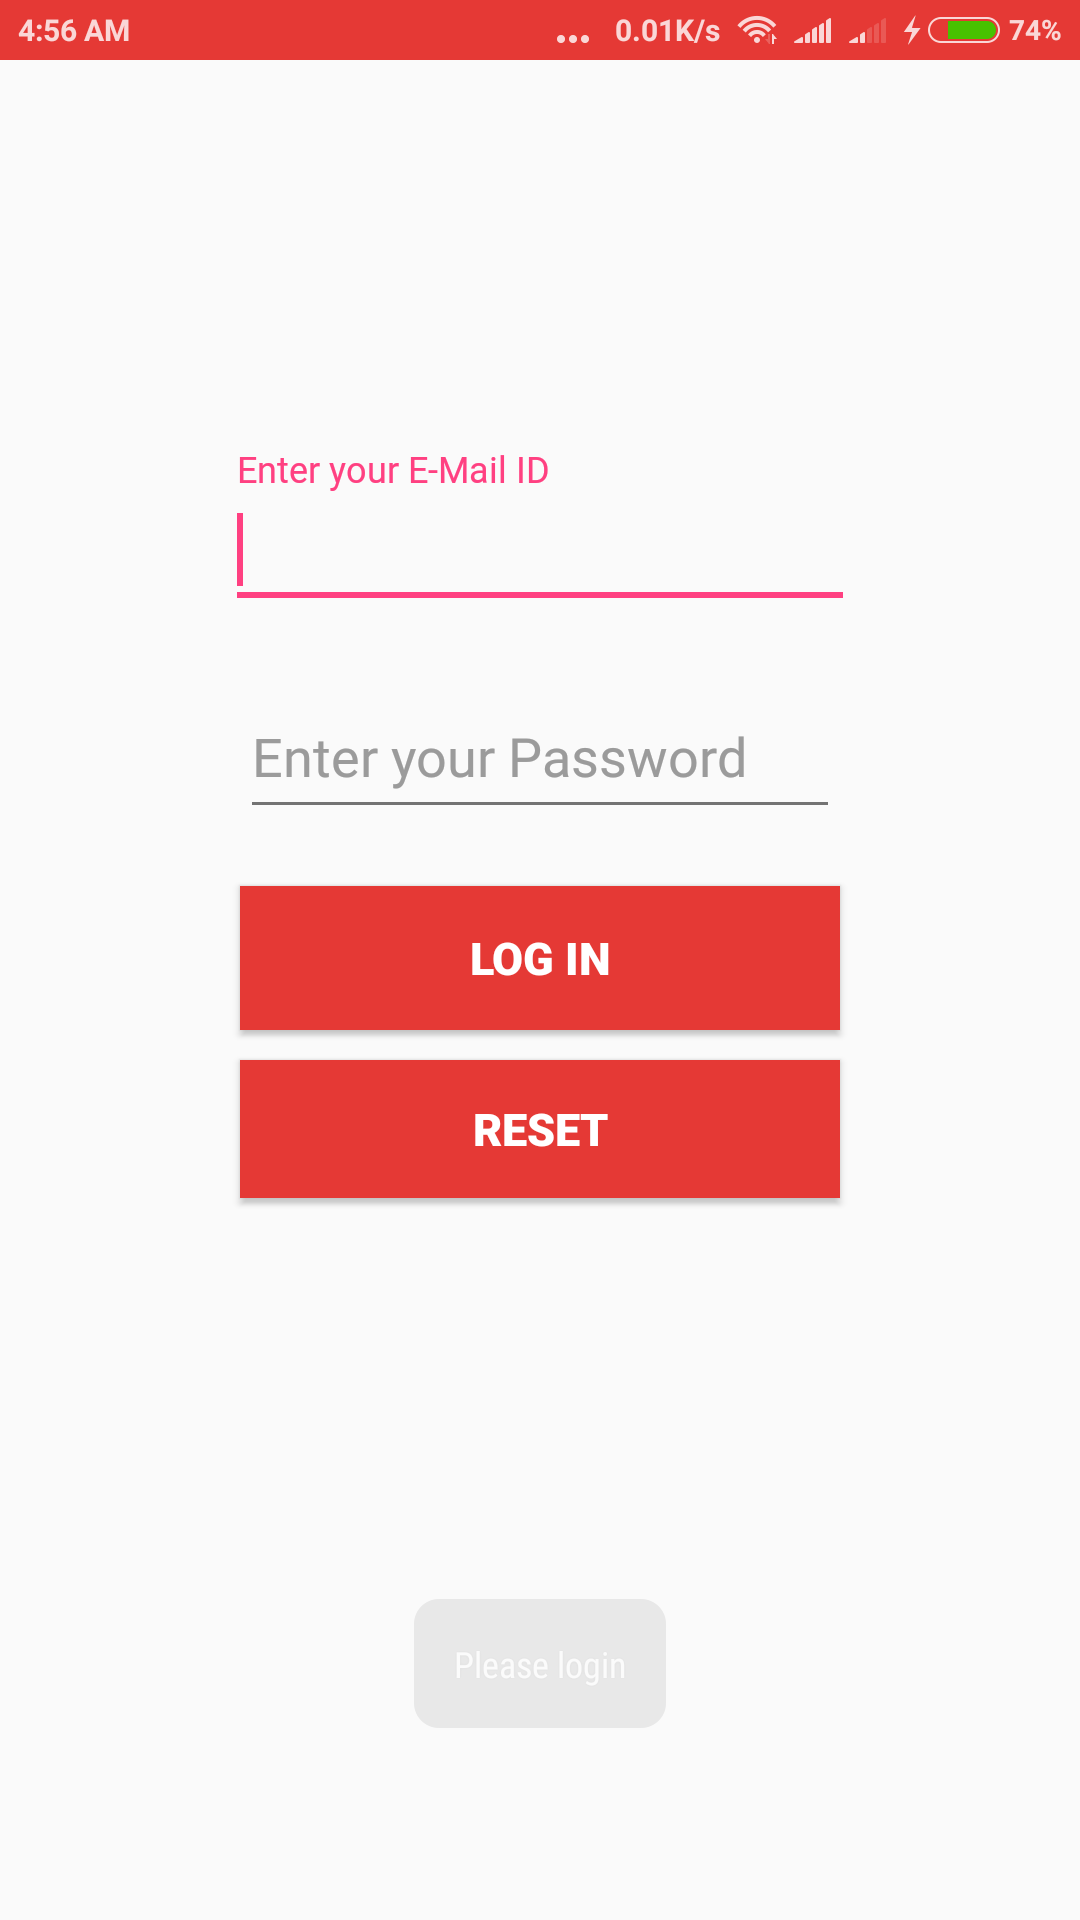 4:56 AM ... 0.01K/s 74%
Enter your E-Mail ID
Enter your Password
LOG IN
RESET
Please login